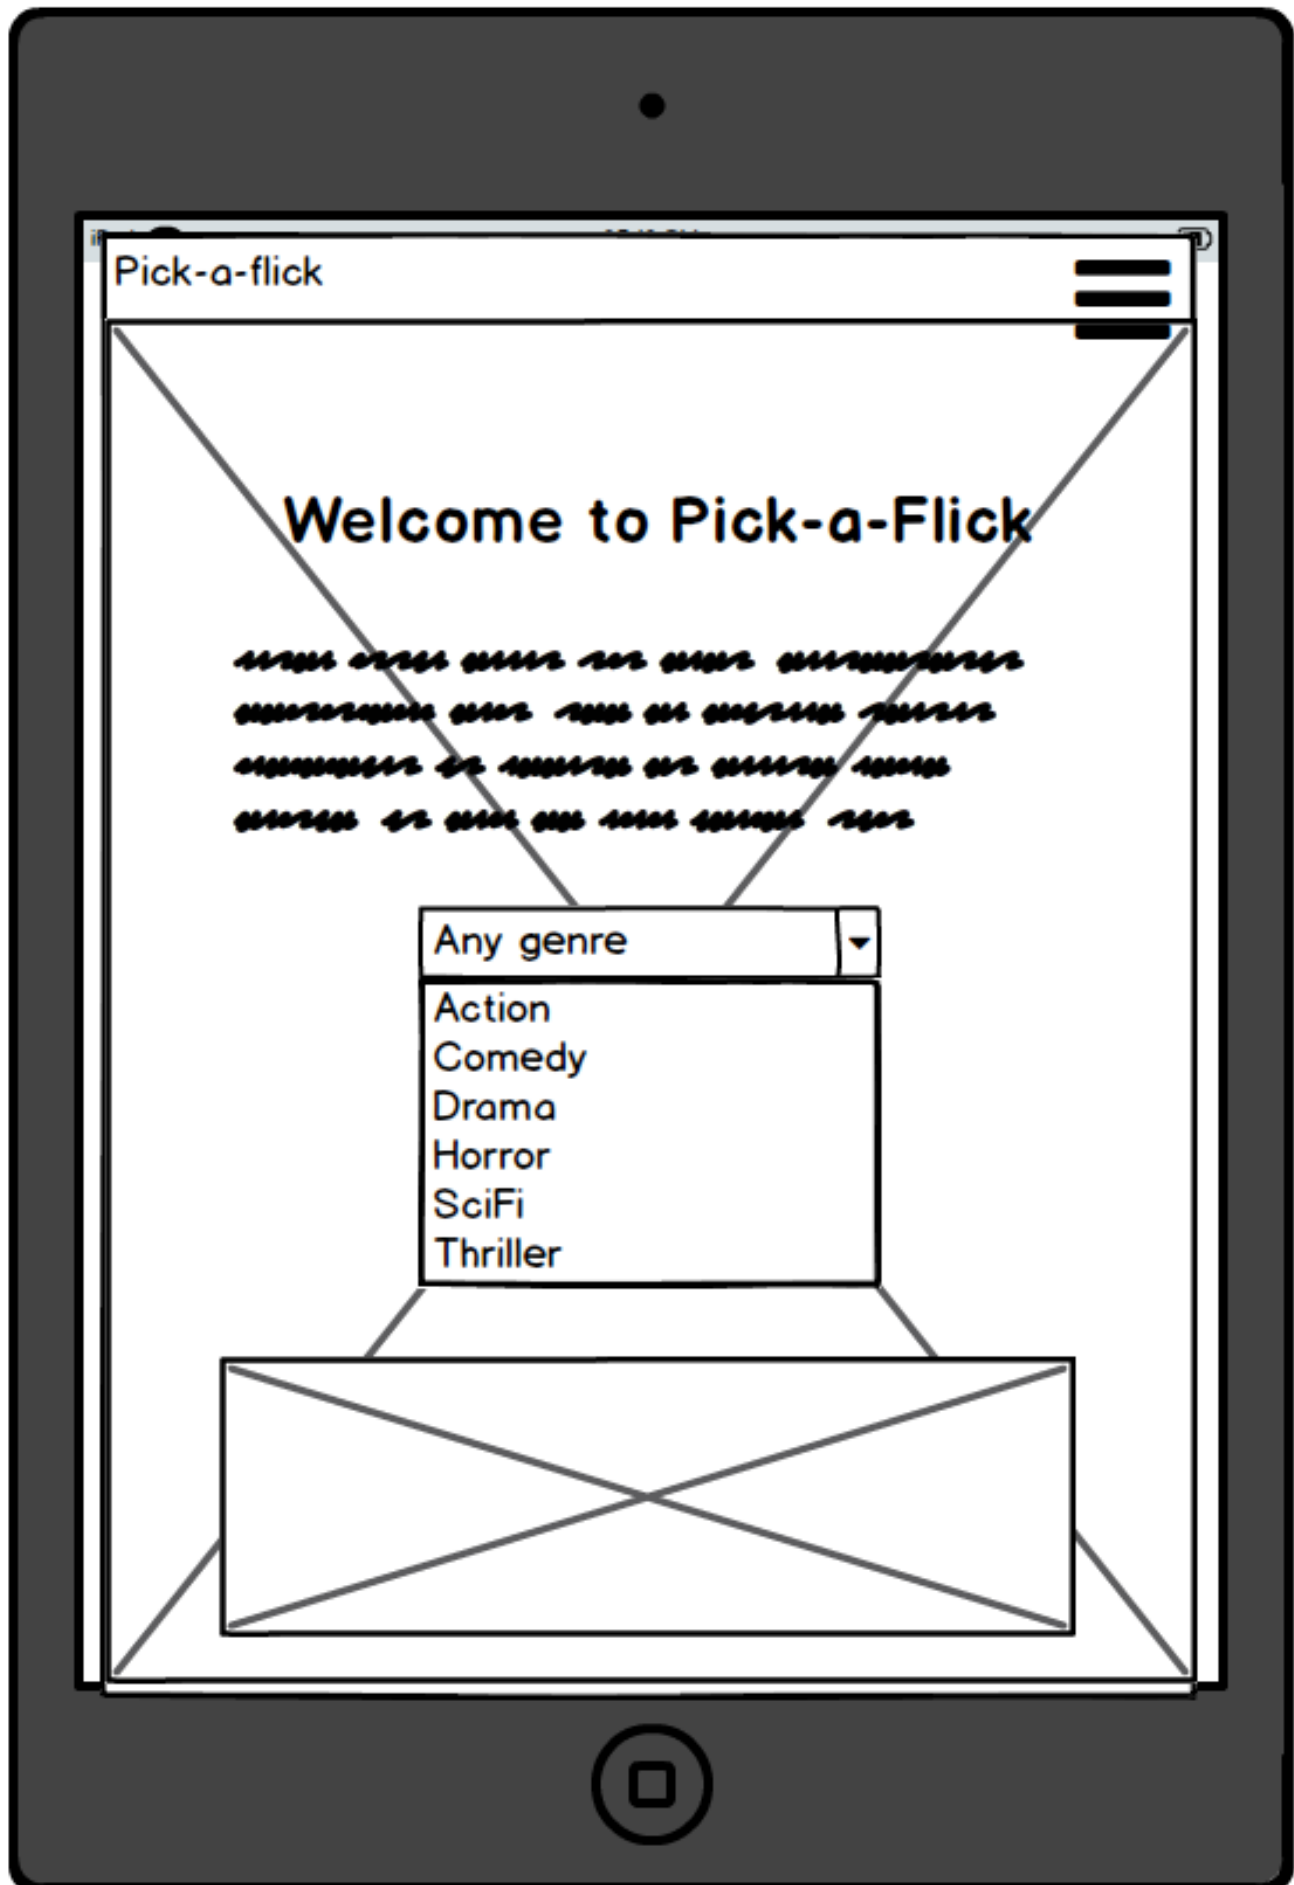 Pick-a-flick
Welcome to Pick-a-Flick
Any genre
Action
Comedy
Drama
Horror
SciFi
Thriller